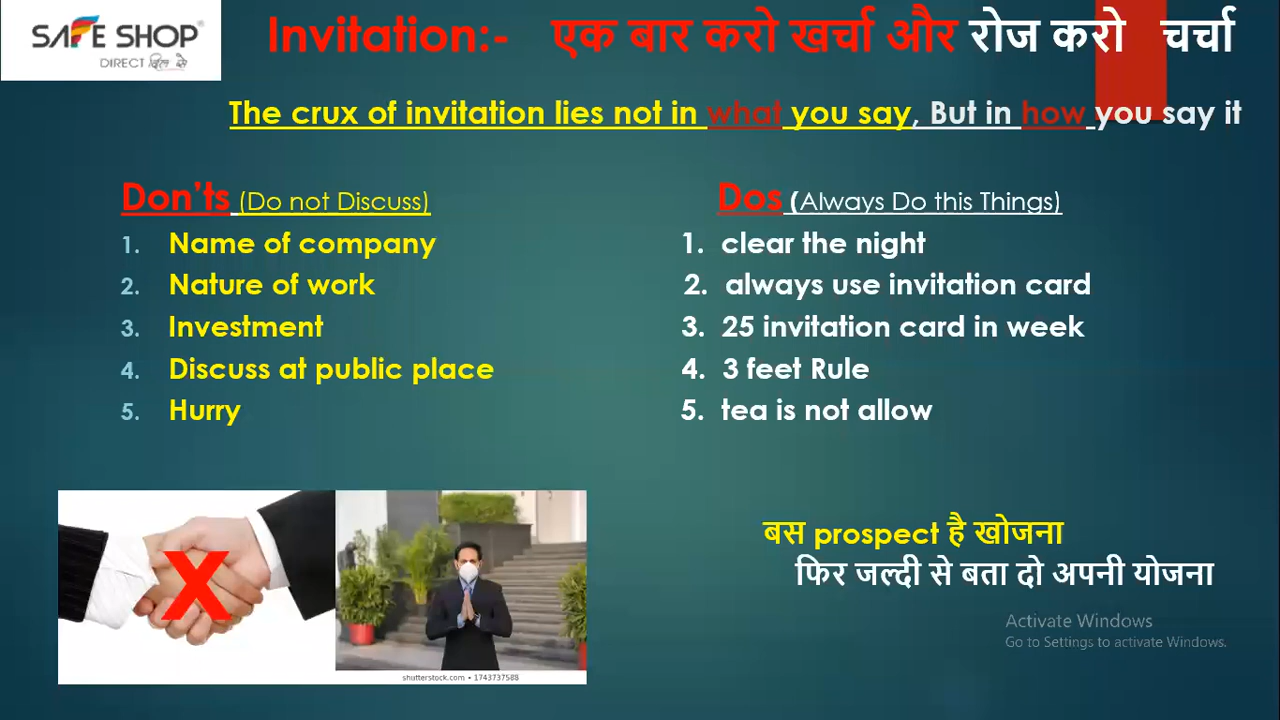 SAFE SHOP
DIRECT दिल से
Invitation:- एक बार करो खर्चा और रोज करो चर्चा
The crux of invitation lies not in what you say, But in how you say it
Don'ts (Do not Discuss)
1. Name of company
2. Nature of work
3. Investment
4. Discuss at public place
5. Hurry
Dos (Always Do this Things)
1. clear the night
2. always use invitation card
3. 25 invitation card in week
4. 3 feet Rule
5. tea is not allow
X
shutterstock.com • 1743737588
बस prospect है खोजना
फिर जल्दी से बता दो अपनी योजना
Activate Windows
Go to Settings to activate Windows.